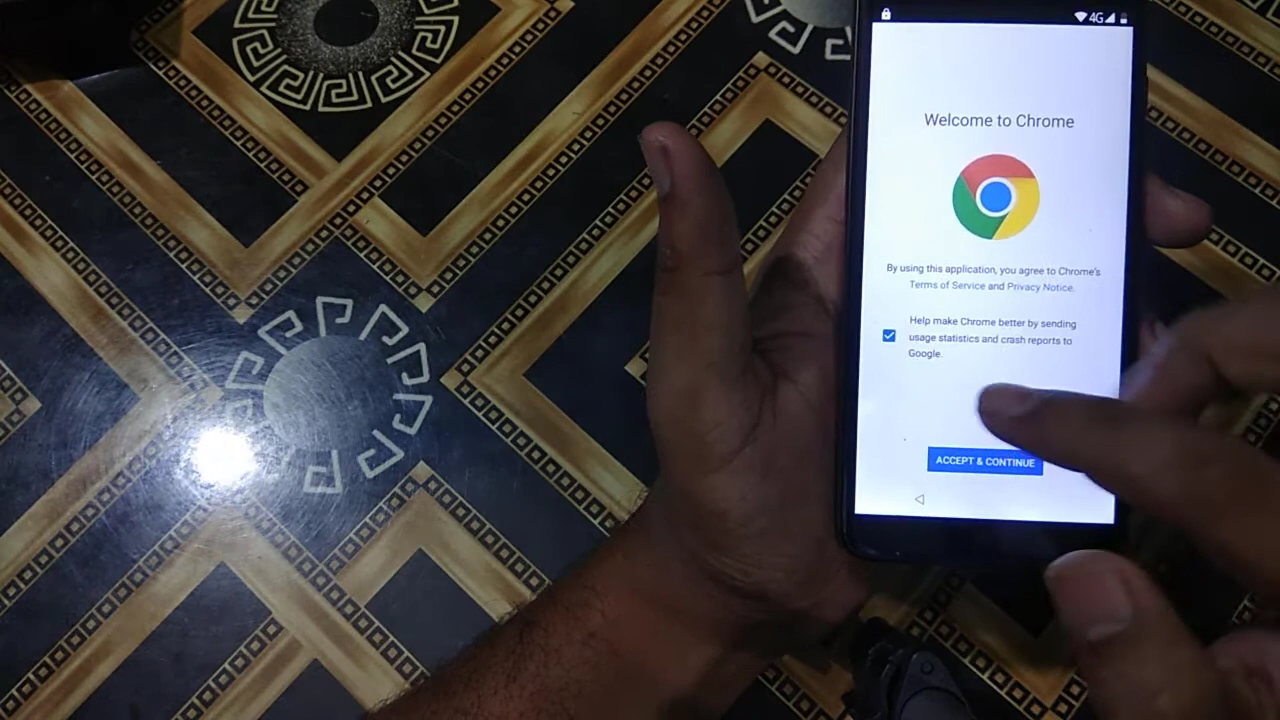 4G
Welcome to Chrome
By using this application, you agree to Chrome's
Terms of Service and Privacy Notice.
Help make Chrome better by sending
usage statistics and crash reports to
Google.
ACCEPT & CONTINUE